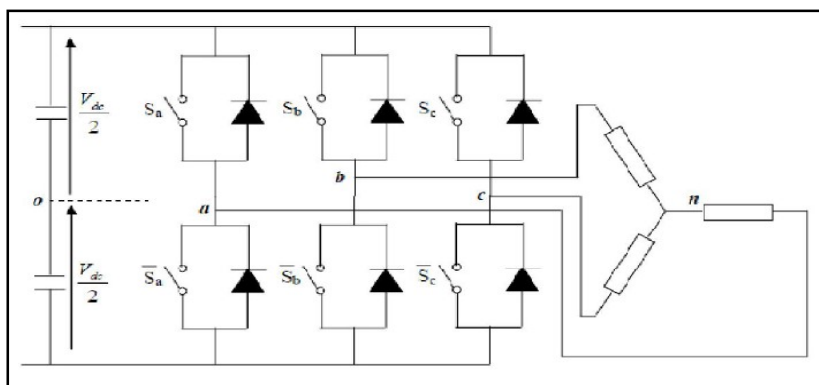 V_dc/2
S_a
S_b
S_c
b
o
a
c
n
V_dc/2
S̄_a
S̄_b
S̄_c